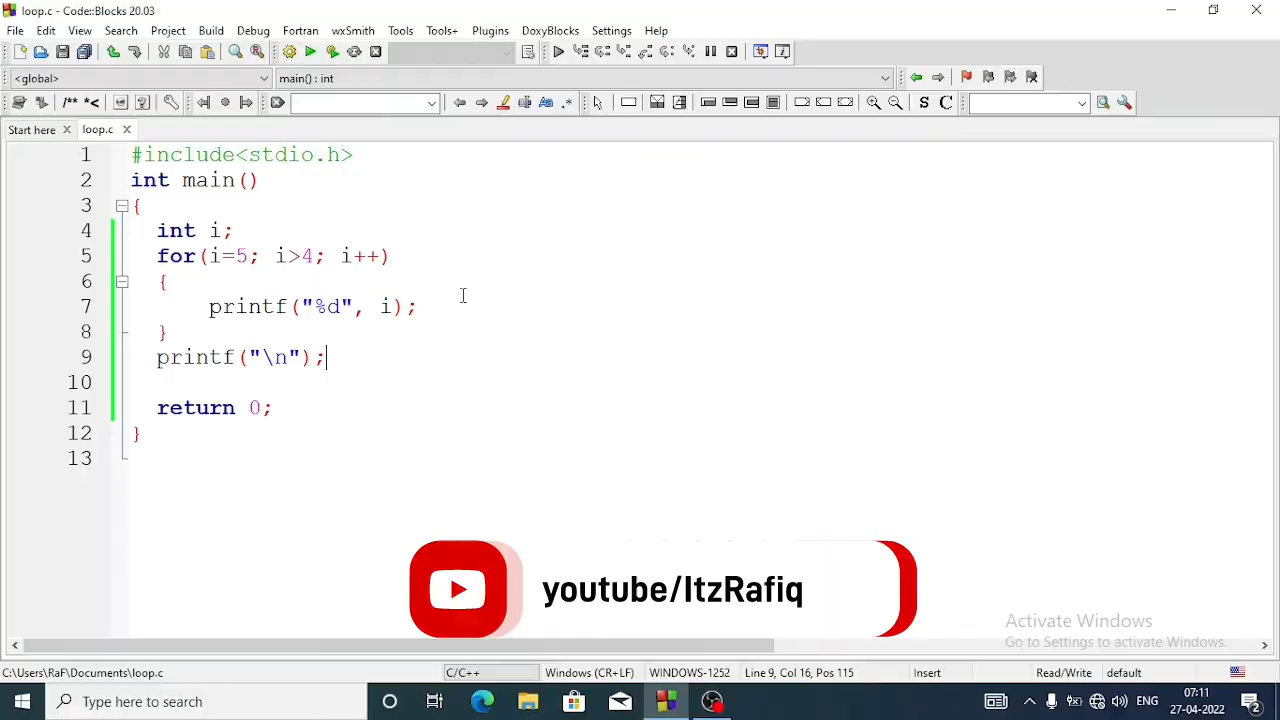 loop.c - Code::Blocks 20.03
File Edit View Search Project Build Debug Fortran wxSmith Tools Tools+ Plugins DoxyBlocks Settings Help
<global> main() : int
/** *< Aa .* S C
Start here loop.c
1 #include<stdio.h>
2 int main()
3 {
4 int i;
5 for(i=5; i>4; i++)
6 {
7 printf("%d", i);
8 }
9 printf("\n");
10
11 return 0;
12 }
13
youtube/ItzRafiq
Activate Windows
Go to Settings to activate Windows.
C:\Users\RaF\Documents\loop.c C/C++ Windows (CR+LF) WINDOWS-1252 Line 9, Col 16, Pos 115 Insert Read/Write default
Type here to search ENG 07:11
27-04-2022 2